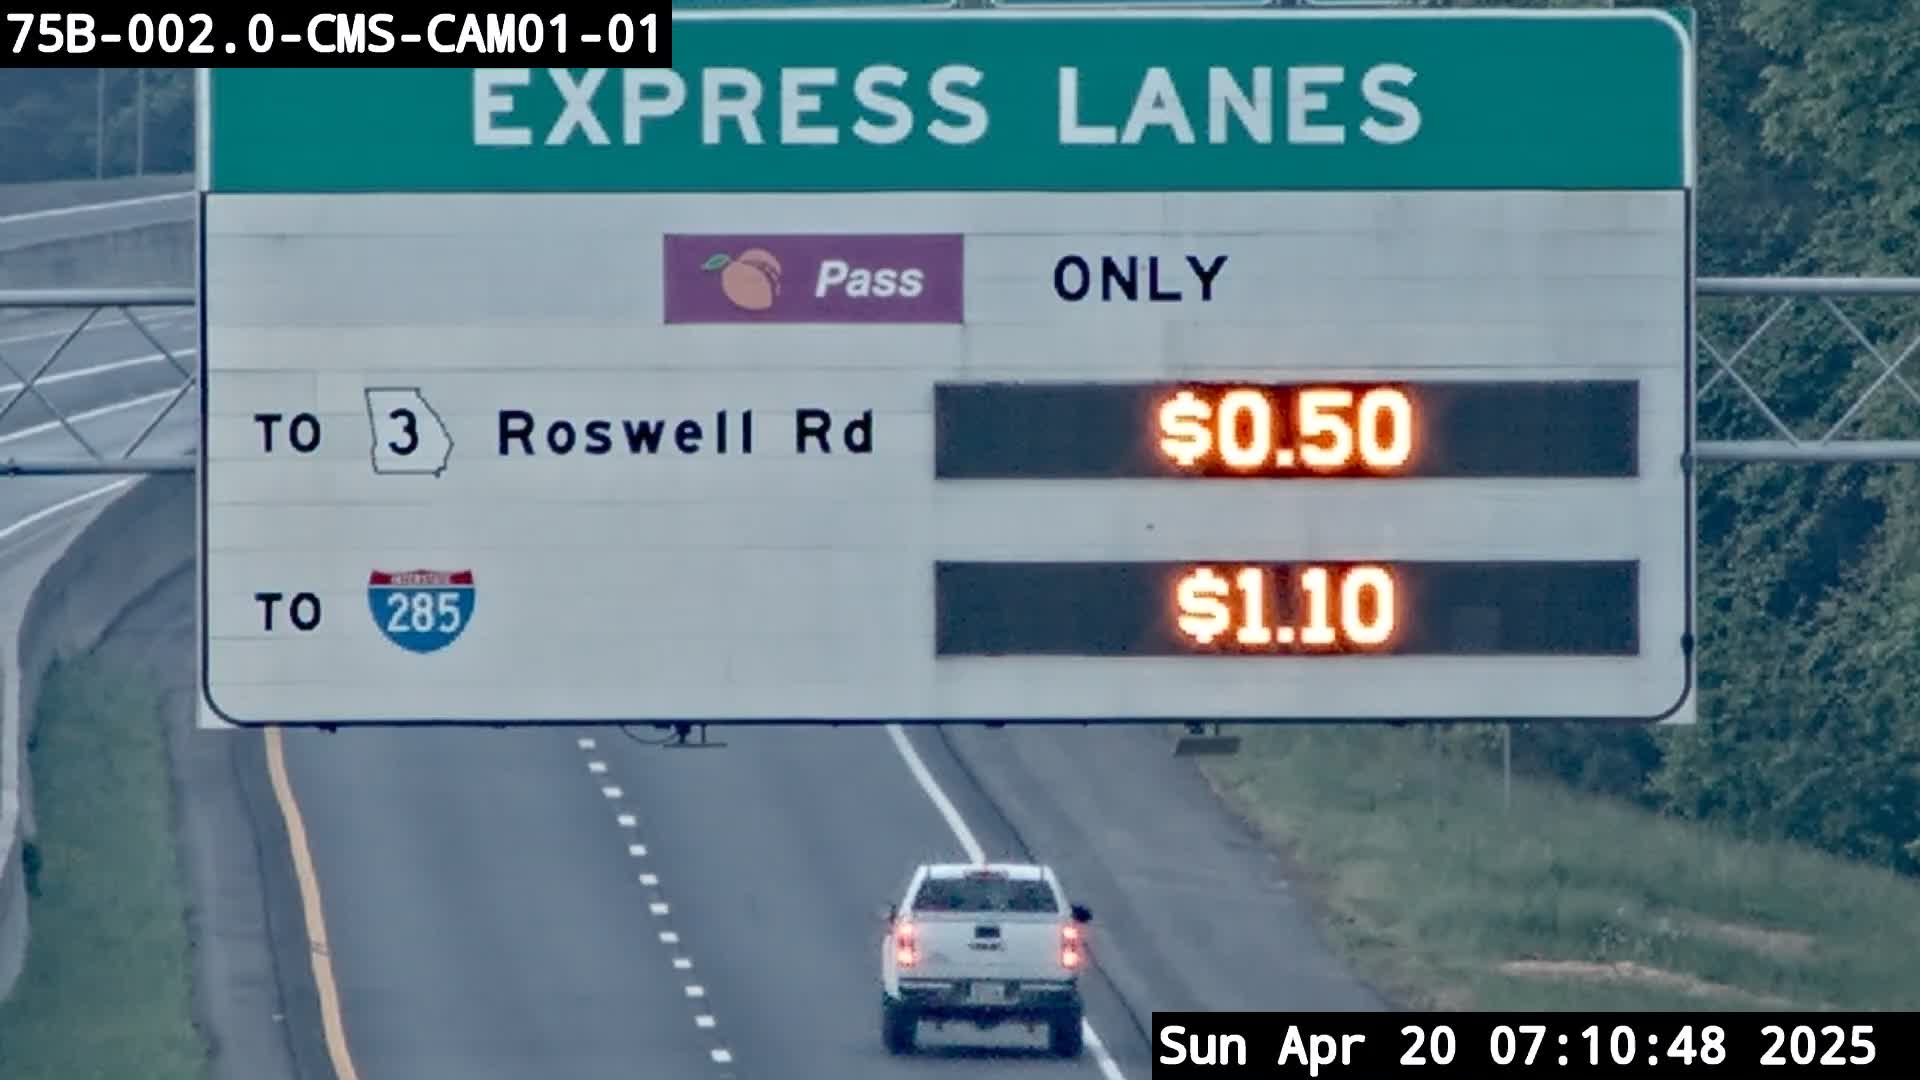 75B-002.0-CMS-CAM01-01
EXPRESS LANES
Pass ONLY
TO 3 Roswell Rd $0.50
TO 285 $1.10
Sun Apr 20 07:10:48 2025